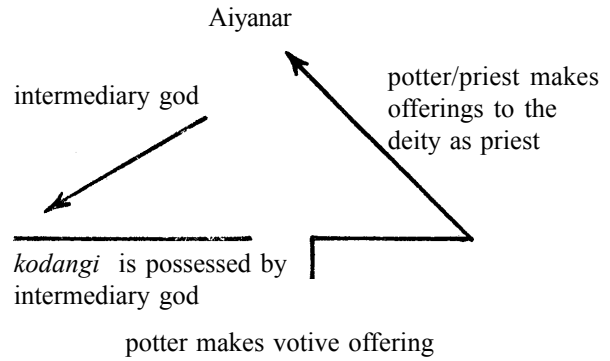 Aiyanar
intermediary god
potter/priest makes
offerings to the
deity as priest
kodangi is possessed by
intermediary god
potter makes votive offering